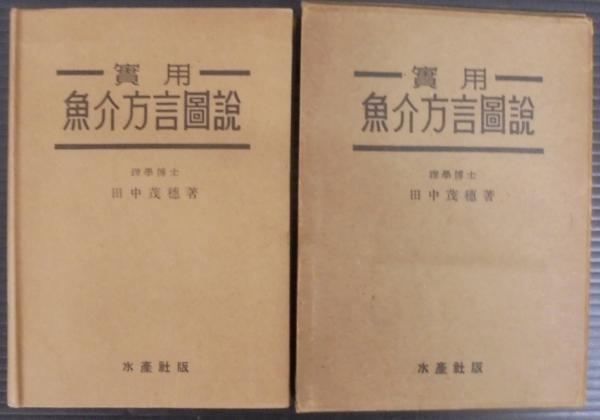 實用
魚介方言圖說
理學博士
田中茂穗著
水產社版
實用
魚介方言圖說
理學博士
田中茂穗著
水產社版